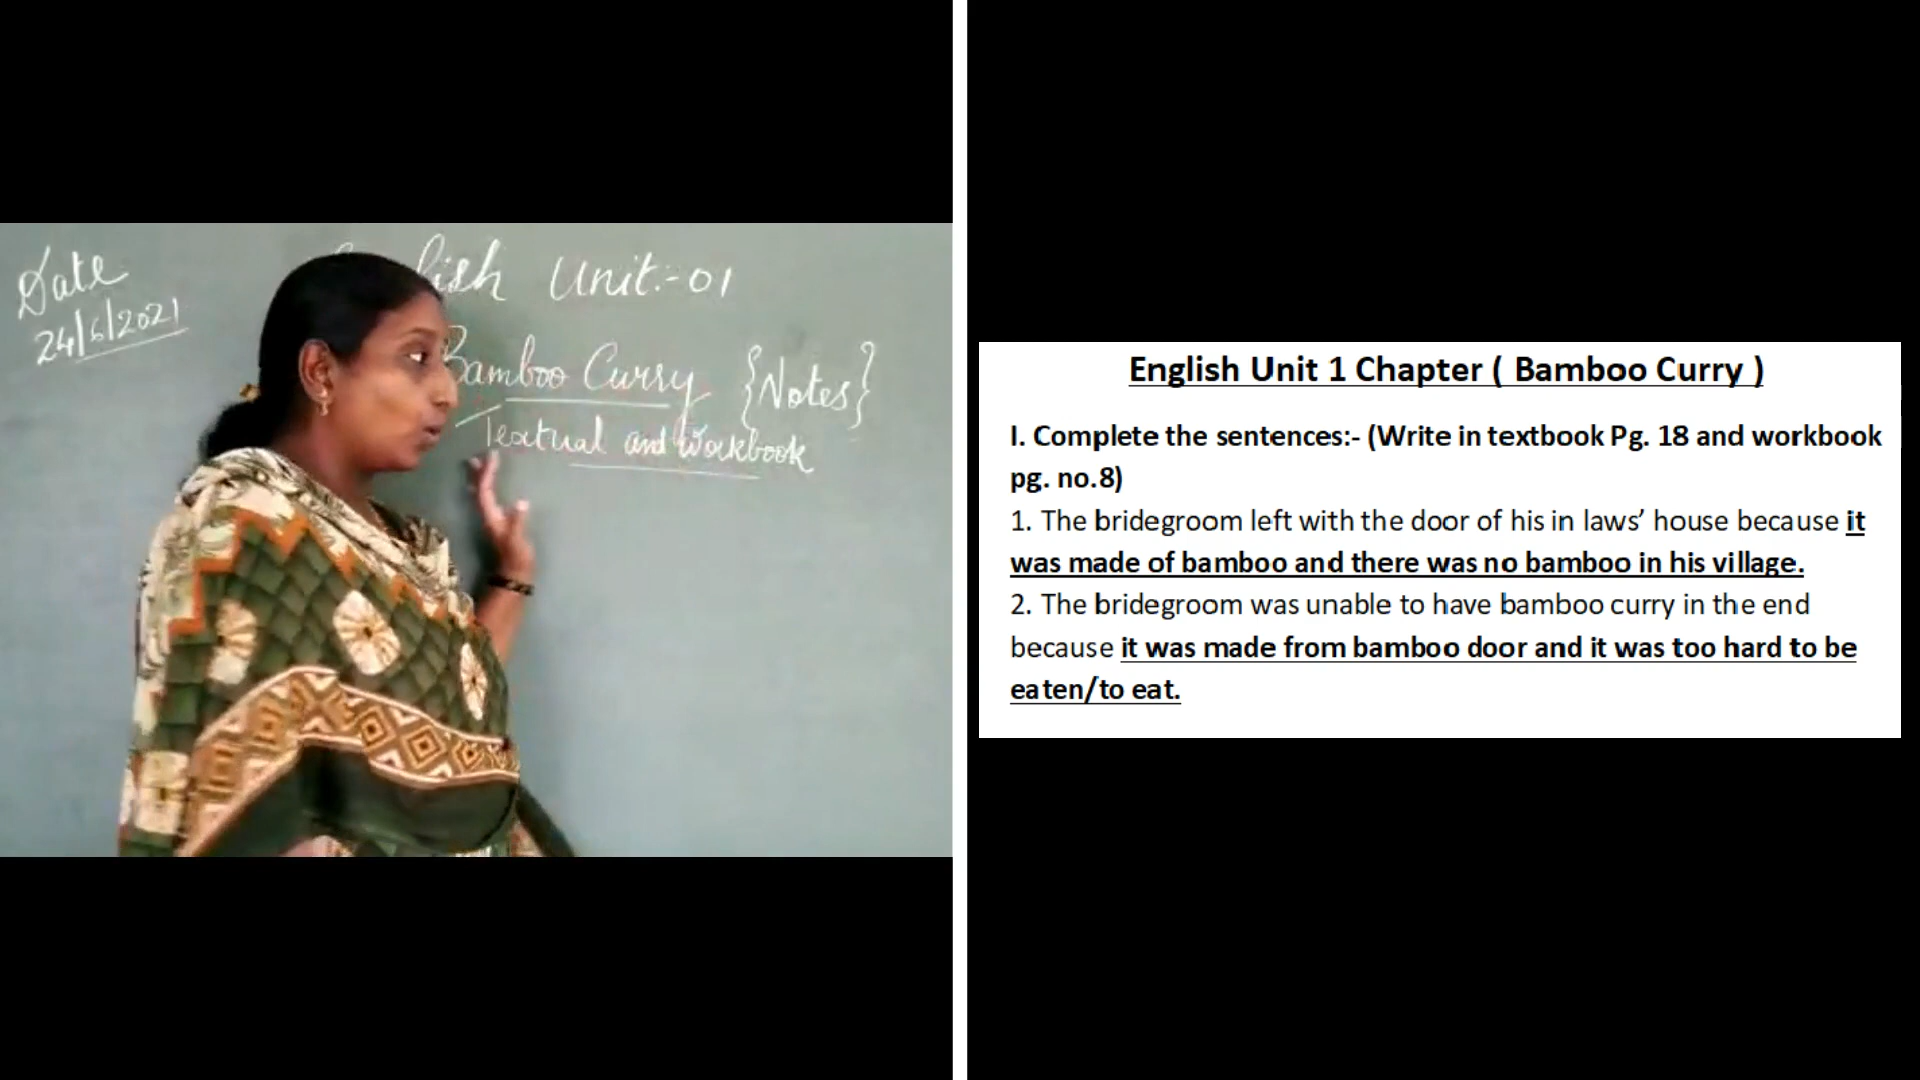 Date
24/6/2021
lish Unit:-01
Bamboo Curry {Notes}
Textual and Workbook
English Unit 1 Chapter ( Bamboo Curry )
I. Complete the sentences:- (Write in textbook Pg. 18 and workbook
pg. no.8)
1. The bridegroom left with the door of his in laws’ house because it
was made of bamboo and there was no bamboo in his village.
2. The bridegroom was unable to have bamboo curry in the end
because it was made from bamboo door and it was too hard to be
eaten/to eat.